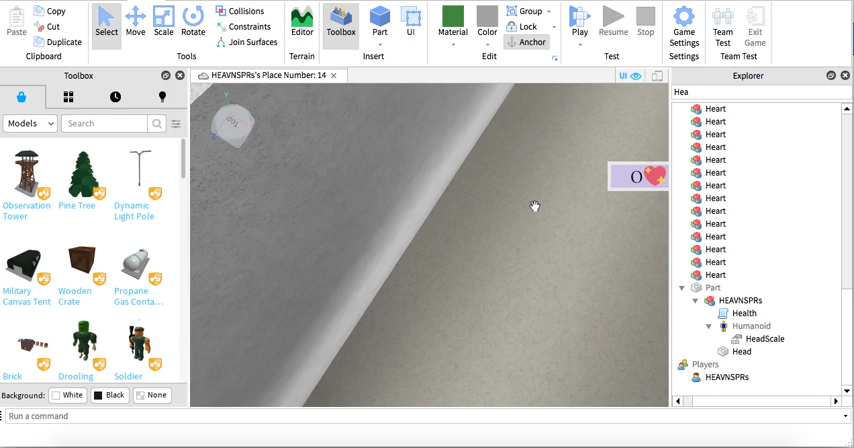 Paste
Copy
Cut
Duplicate
Clipboard
Select
Move
Scale
Rotate
Collisions
Constraints
Join Surfaces
Tools
Editor
Terrain
Toolbox
Part
UI
Insert
Material
Color
Group
Lock
Anchor
Edit
Play
Resume
Stop
Test
Game
Settings
Settings
Team
Test
Exit
Game
Team Test
Toolbox
HEAVNSPRs's Place Number: 14
UI
Explorer
Hea
Models
Search
Observation
Tower
Pine Tree
Dynamic
Light Pole
Military
Canvas Tent
Wooden
Crate
Propane
Gas Conta...
Brick
Drooling
Soldier
Background:
White
Black
None
Y
Top
O
Heart
Heart
Heart
Heart
Heart
Heart
Heart
Heart
Heart
Heart
Heart
Heart
Heart
Heart
Part
HEAVNSPRs
Health
Humanoid
HeadScale
Head
Players
HEAVNSPRs
Run a command